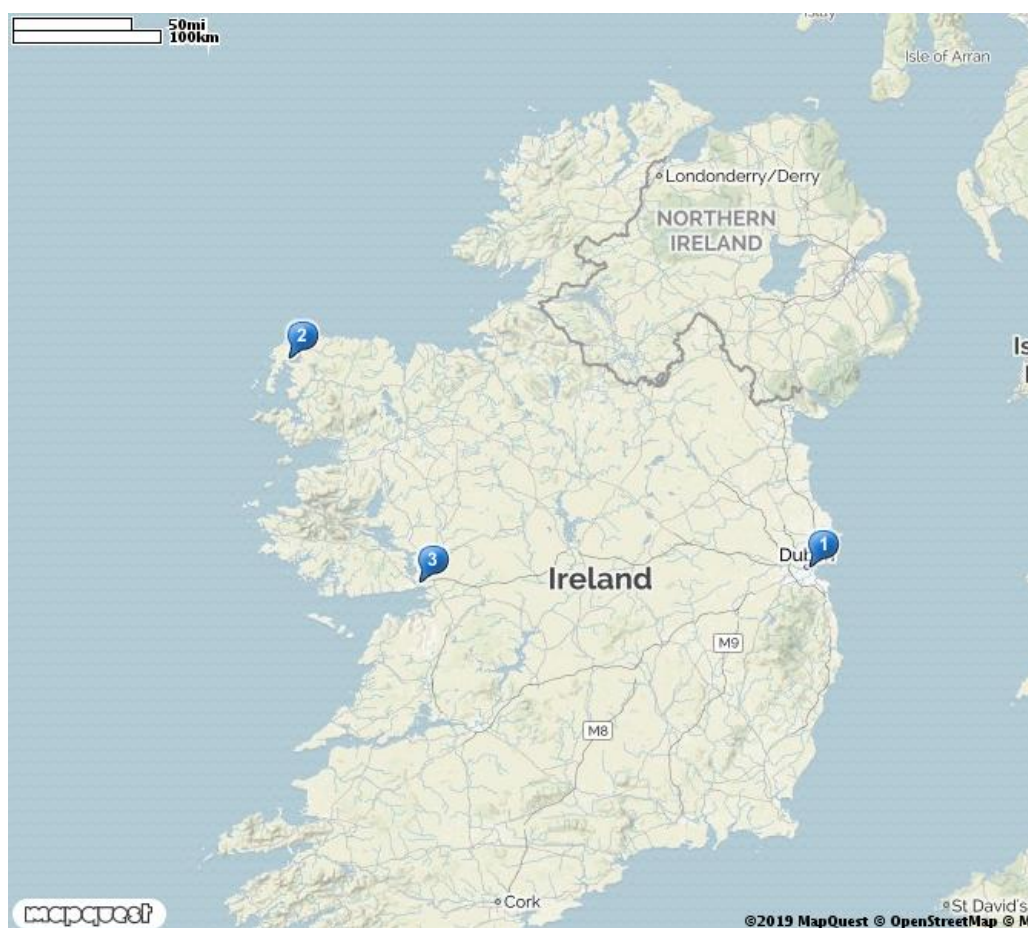 50mi
100km
Isle of Arran
Londonderry/Derry
NORTHERN
IRELAND
2
1
Dublin
3
Ireland
M9
M8
Cork
St David's
mapquest
©2019 MapQuest © OpenStreetMap © M